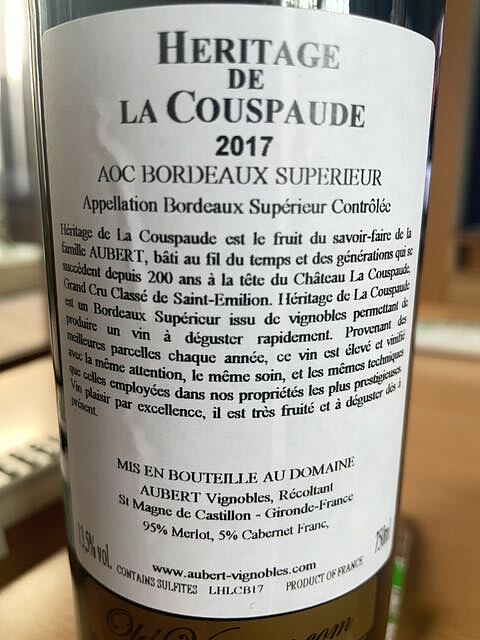 HERITAGE
DE
LA COUSPAUDE
2017
AOC BORDEAUX SUPERIEUR
Appellation Bordeaux Supérieur Contrôlée
Héritage de La Couspaude est le fruit du savoir-faire de la
famille AUBERT, bâti au fil du temps et des générations qui se
succèdent depuis 200 ans à la tête du Château La Couspaude,
Grand Cru Classé de Saint-Emilion. Héritage de La Couspaude
est un Bordeaux Supérieur issu de vignobles permettant de
produire un vin à déguster rapidement. Provenant des
meilleures parcelles chaque année, ce vin est élevé et vinifié
avec la même attention, le même soin, et les mêmes techniques
que celles employées dans nos propriétés les plus prestigieuses.
Vin plaisir par excellence, il est très fruité et à déguster dès à
présent.
MIS EN BOUTEILLE AU DOMAINE
AUBERT Vignobles, Récoltant
St Magne de Castillon - Gironde-France
95% Merlot, 5% Cabernet Franc,
13,5% vol. 750ml
www.aubert-vignobles.com
CONTAINS SULFITES LHLCB17 PRODUCT OF FRANCE